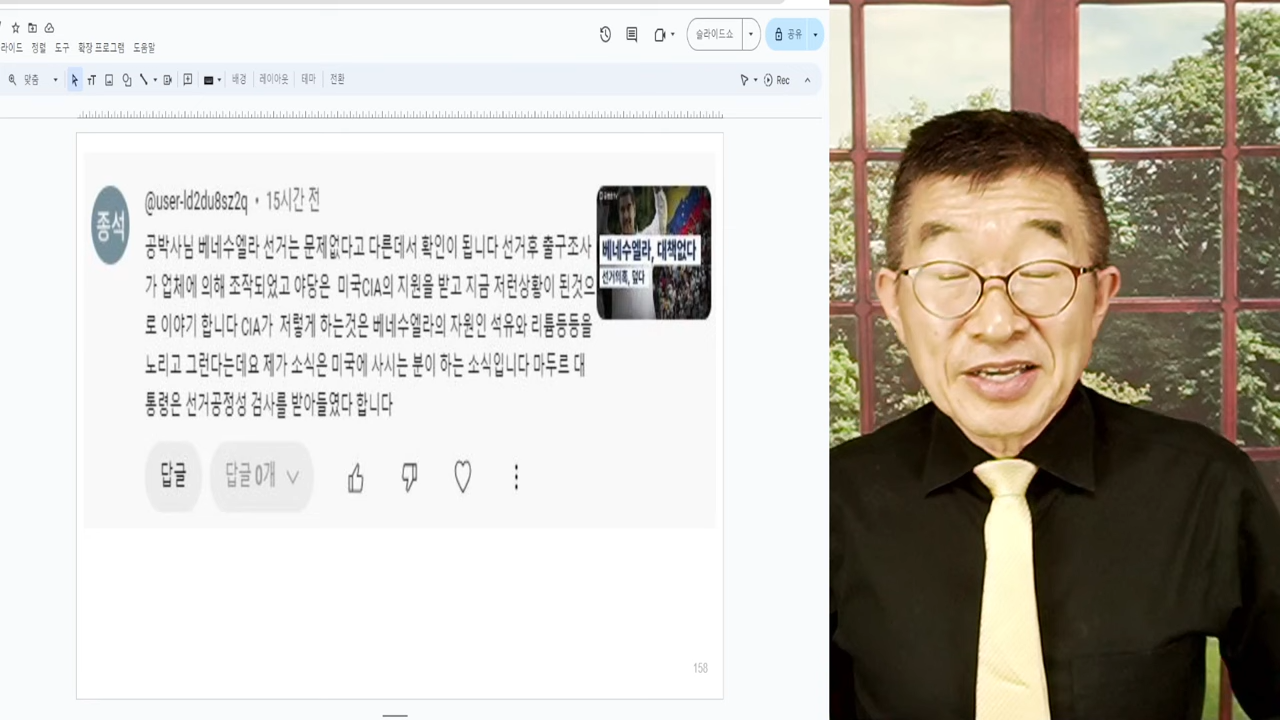 라이드 정렬 도구 확장 프로그램 도움말
슬라이드쇼
공유
맞춤
배경 레이아웃 테마 전환
Rec
종석
@user-ld2du8sz2q • 15시간 전
공박사님 베네수엘라 선거는 문제없다고 다른데서 확인이 됩니다 선거후 출구조사
가 업체에 의해 조작되었고 야당은 미국CIA의 지원을 받고 지금 저런상황이 된것으
로 이야기 합니다 CIA가 저렇게 하는것은 베네수엘라의 자원인 석유와 리튬등등을
노리고 그런다는데요 제가 소식은 미국에 사시는 분이 하는 소식입니다 마두르 대
통령은 선거공정성 검사를 받아들였다 합니다
베네수엘라, 대책없다
선거의혹, 덮다
답글
답글 0개
158